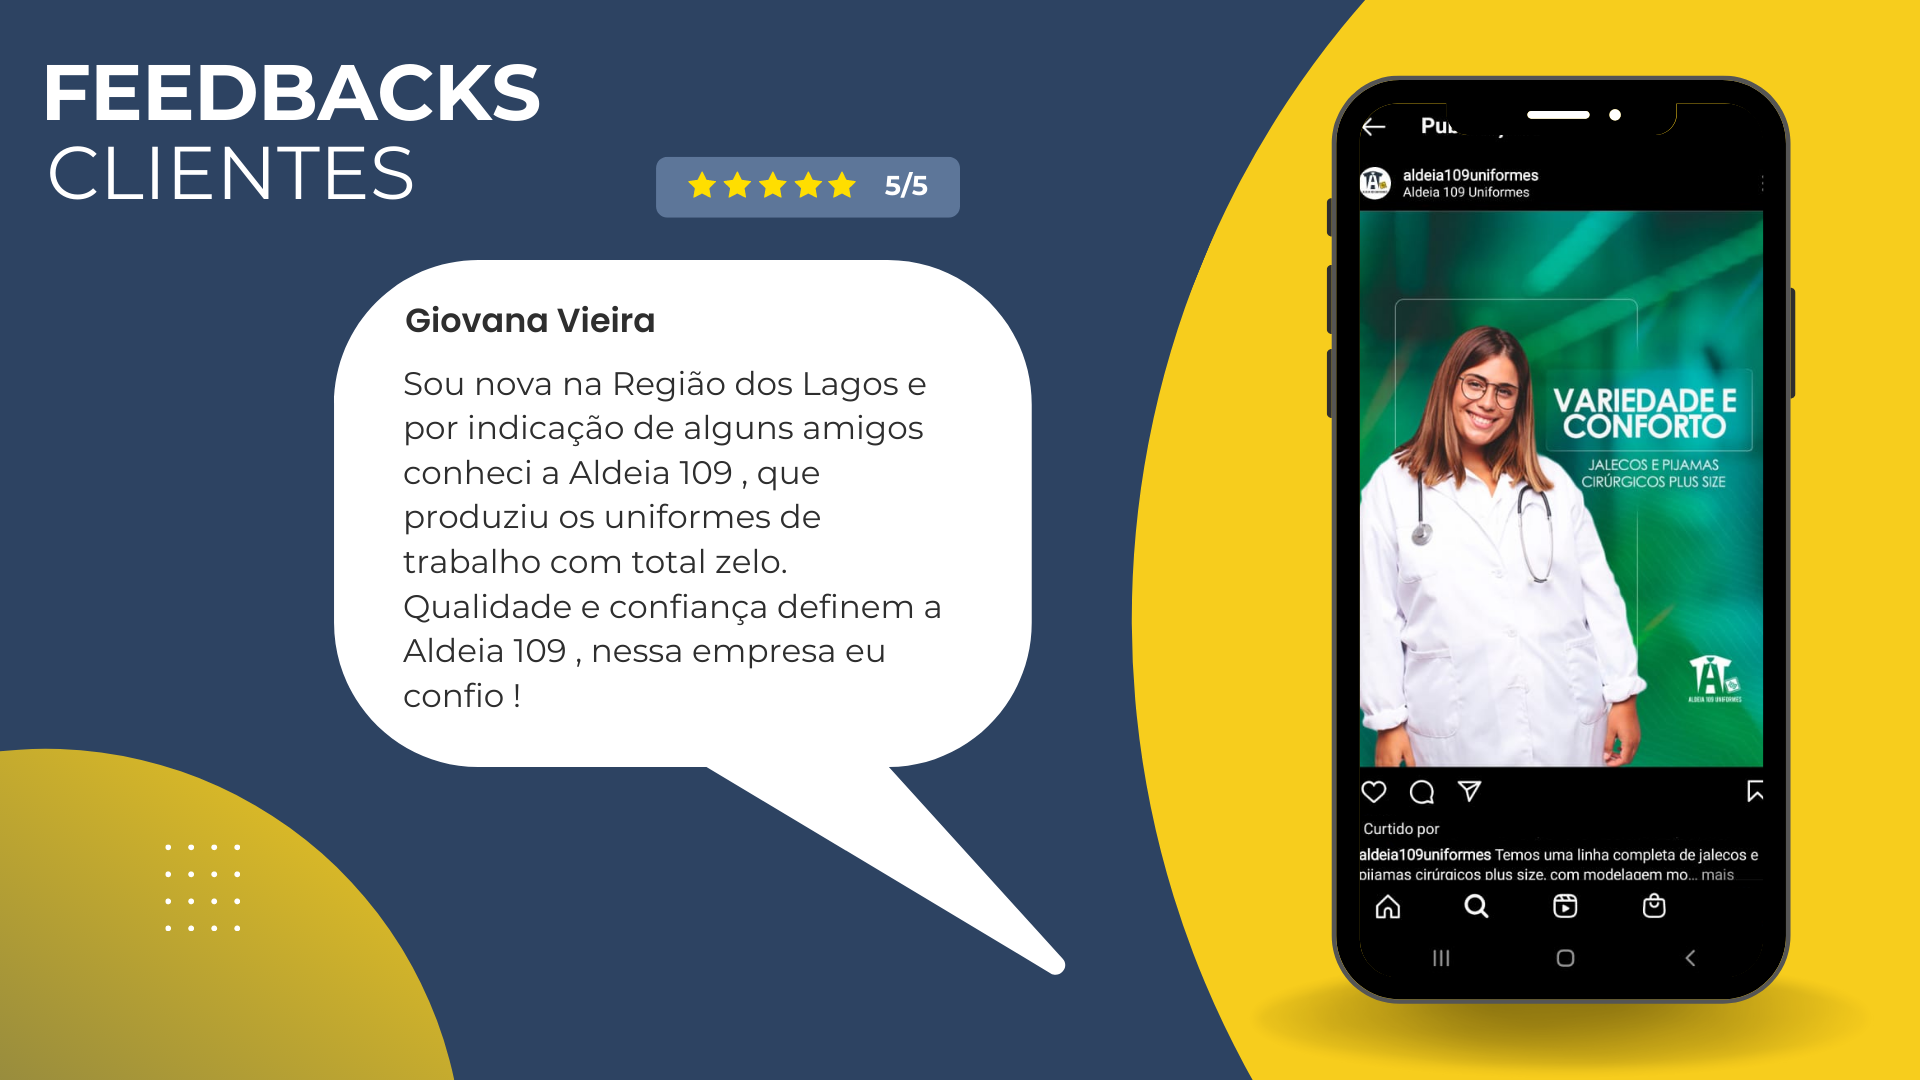 FEEDBACKS
CLIENTES
5/5
Giovana Vieira
Sou nova na Região dos Lagos e
por indicação de alguns amigos
conheci a Aldeia 109 , que
produziu os uniformes de
trabalho com total zelo.
Qualidade e confiança definem a
Aldeia 109 , nessa empresa eu
confio !
aldeia109uniformes
Aldeia 109 Uniformes
VARIEDADE E
CONFORTO
JALECOS E PIJAMAS
CIRÚRGICOS PLUS SIZE
ALDEIA 109 UNIFORMES
Curtido por
aldeia109uniformes Temos uma linha completa de jalecos e
pijamas cirúrgicos plus size, com modelagem mo... mais